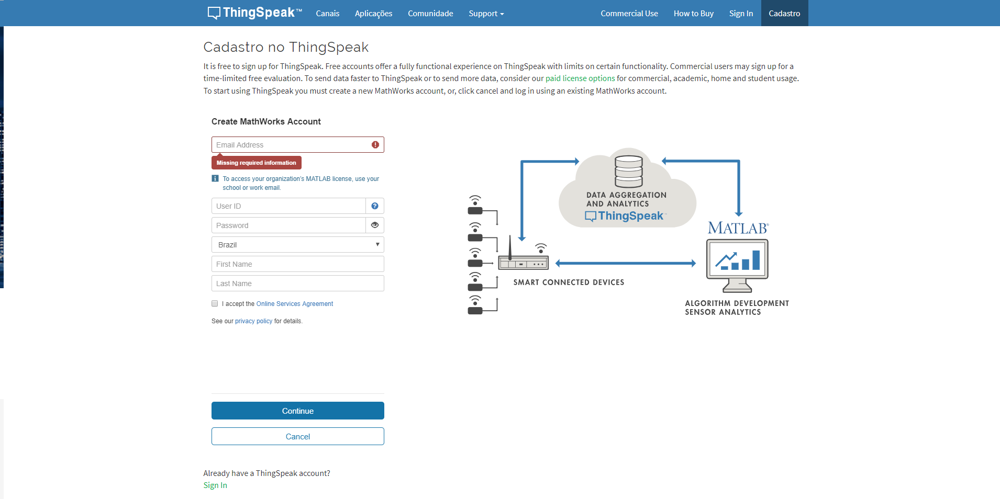 ThingSpeak™ Canais Aplicações Comunidade Support Commercial Use How to Buy Sign In Cadastro
Cadastro no ThingSpeak
It is free to sign up for ThingSpeak. Free accounts offer a fully functional experience on ThingSpeak with limits on certain functionality. Commercial users may sign up for a
time-limited free evaluation. To send data faster to ThingSpeak or to send more data, consider our paid license options for commercial, academic, home and student usage.
To start using ThingSpeak you must create a new MathWorks account, or, click cancel and log in using an existing MathWorks account.
Create MathWorks Account
Email Address
Missing required information
To access your organization's MATLAB license, use your
school or work email.
User ID
Password
Brazil
First Name
Last Name
I accept the Online Services Agreement
See our privacy policy for details.
Continue
Cancel
DATA AGGREGATION
AND ANALYTICS
ThingSpeak™
MATLAB®
SMART CONNECTED DEVICES
ALGORITHM DEVELOPMENT
SENSOR ANALYTICS
Already have a ThingSpeak account?
Sign In